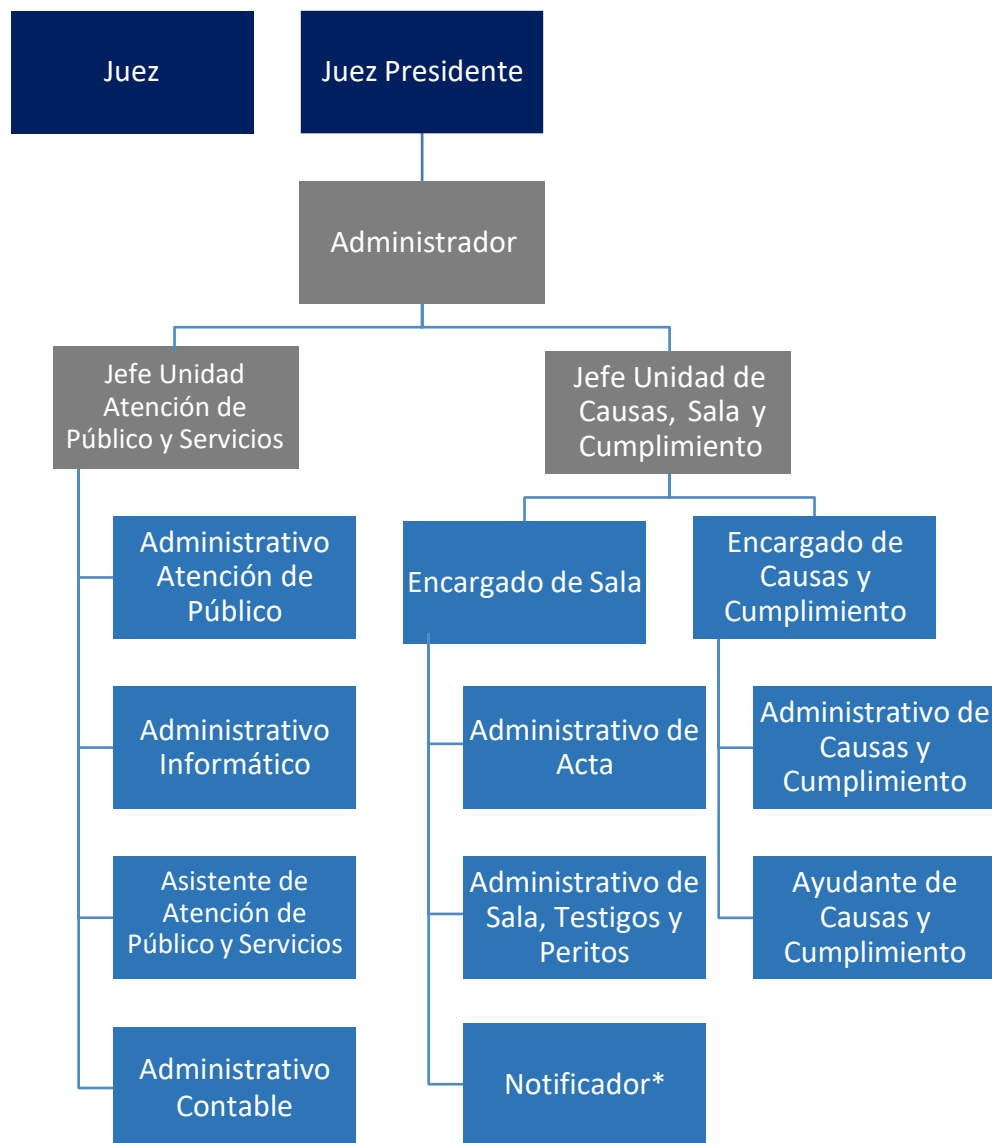 Juez
Juez Presidente
Administrador
Jefe Unidad
Atención de
Público y Servicios
Jefe Unidad de
Causas, Sala y
Cumplimiento
Administrativo
Atención de
Público
Encargado de Sala
Encargado de
Causas y
Cumplimiento
Administrativo
Informático
Administrativo de
Acta
Administrativo de
Causas y
Cumplimiento
Asistente de
Atención de
Público y Servicios
Administrativo de
Sala, Testigos y
Peritos
Ayudante de
Causas y
Cumplimiento
Administrativo
Contable
Notificador*